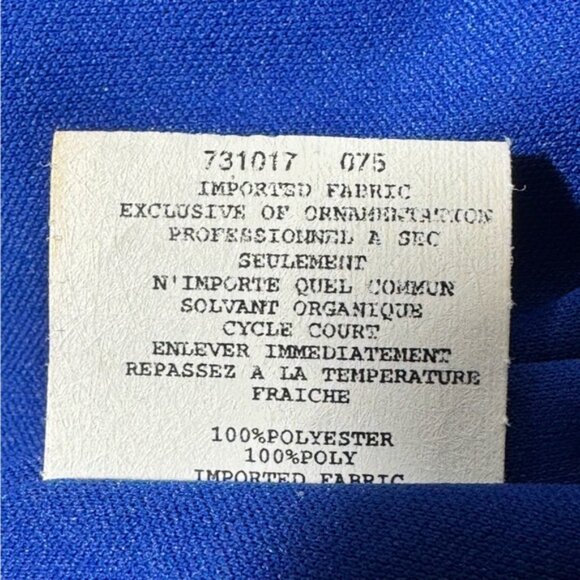 731017 075
IMPORTED FABRIC
EXCLUSIVE OF ORNAMENTATION
PROFESSIONNEL A SEC
SEULEMENT
N'IMPORTE QUEL COMMUN
SOLVANT ORGANIQUE
CYCLE COURT
ENLEVER IMMEDIATEMENT
REPASSEZ A LA TEMPERATURE
FRAICHE
100%POLYESTER
100%POLY
IMPORTED FABRIC